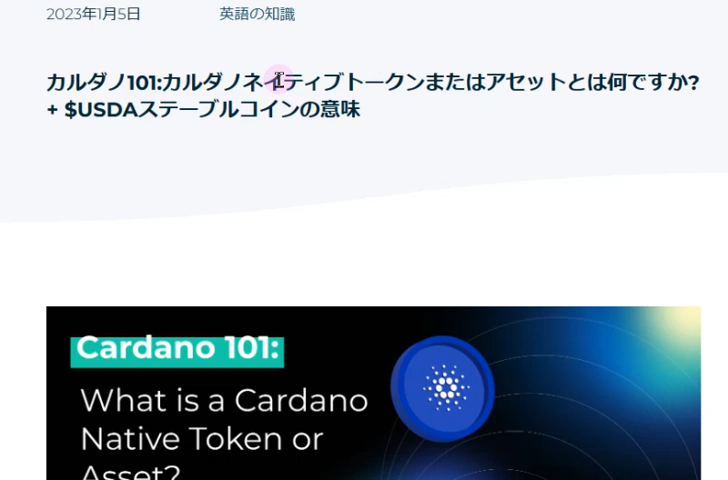 2023年1月5日 英語の知識
カルダノ101:カルダノネイティブトークンまたはアセットとは何ですか?
+ $USDAステーブルコインの意味
Cardano 101:
What is a Cardano
Native Token or
Asset?